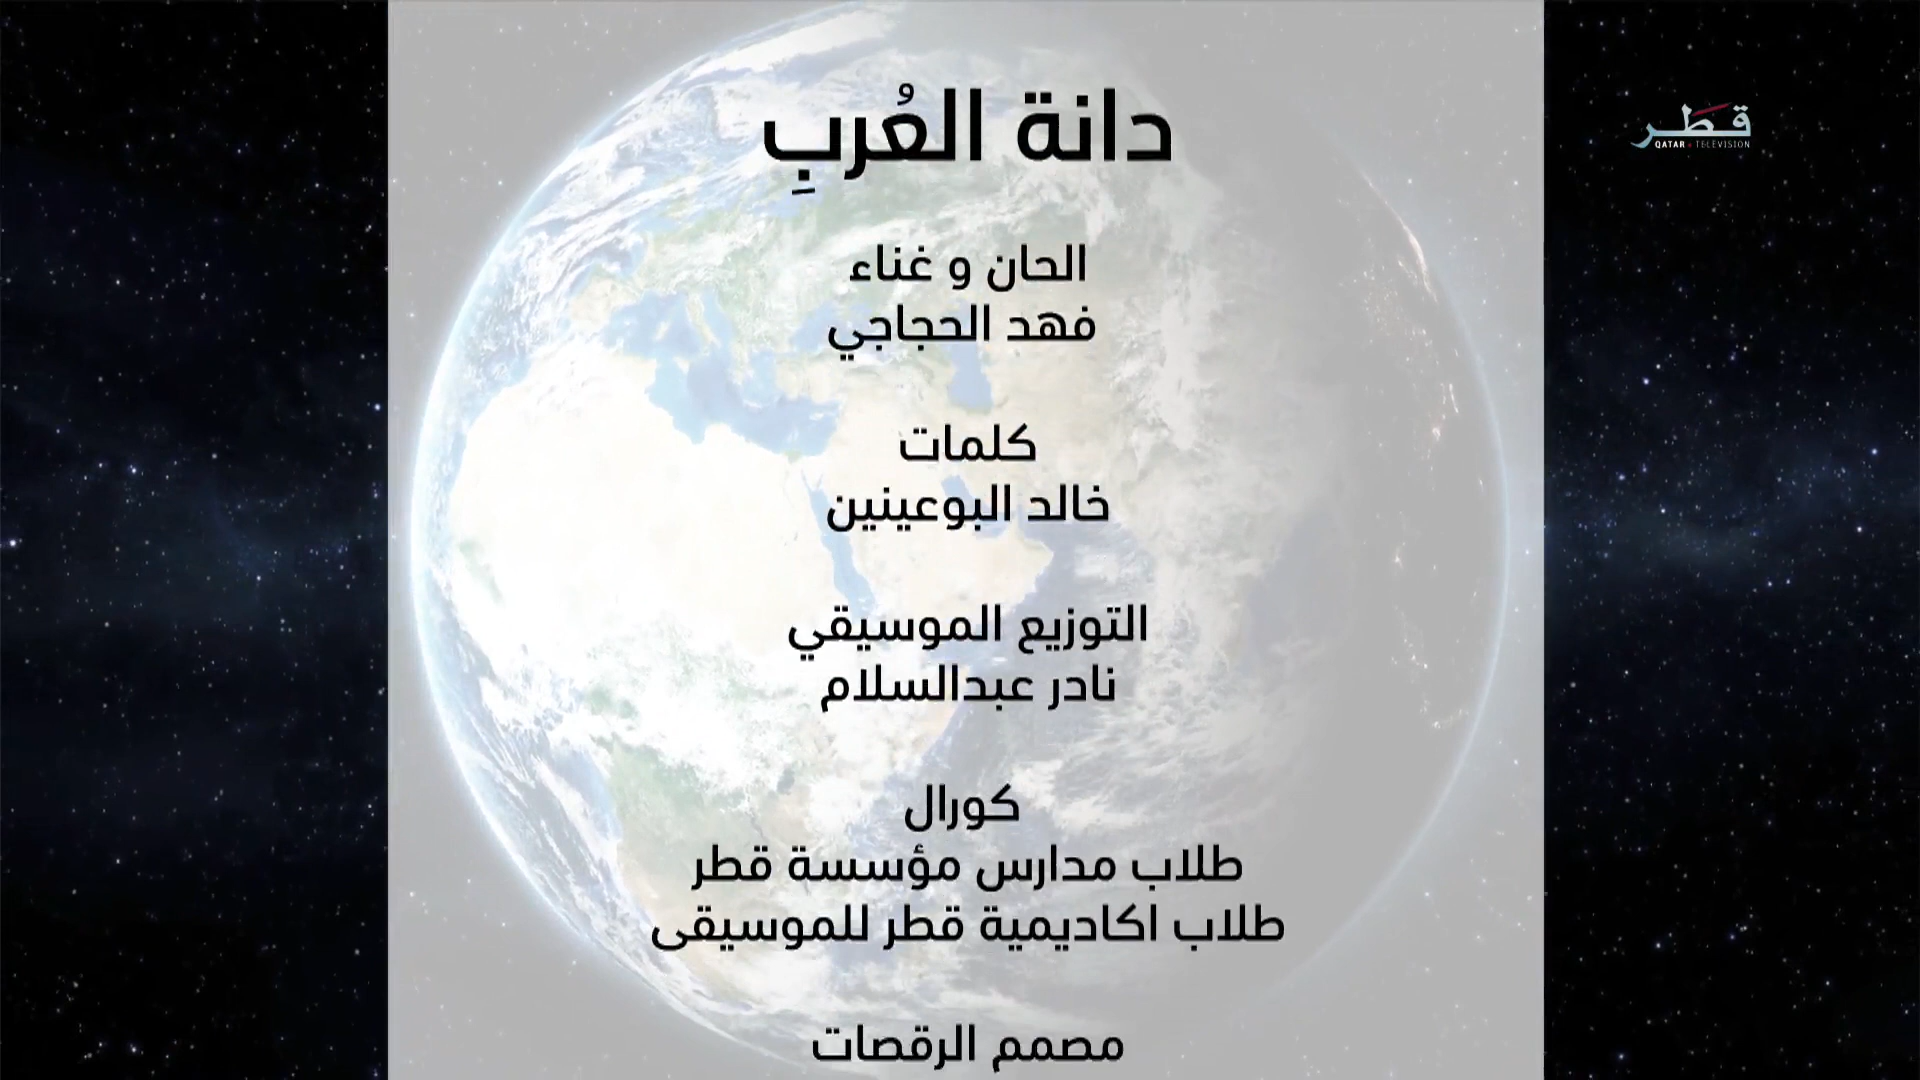 دانة العُربِ
قطر
QATAR TELEVISION
الحان و غناء
فهد الحجاجي
كلمات
خالد البوعينين
التوزيع الموسيقي
نادر عبدالسلام
كورال
طلاب مدارس مؤسسة قطر
طلاب اكاديمية قطر للموسيقى
مصمم الرقصات